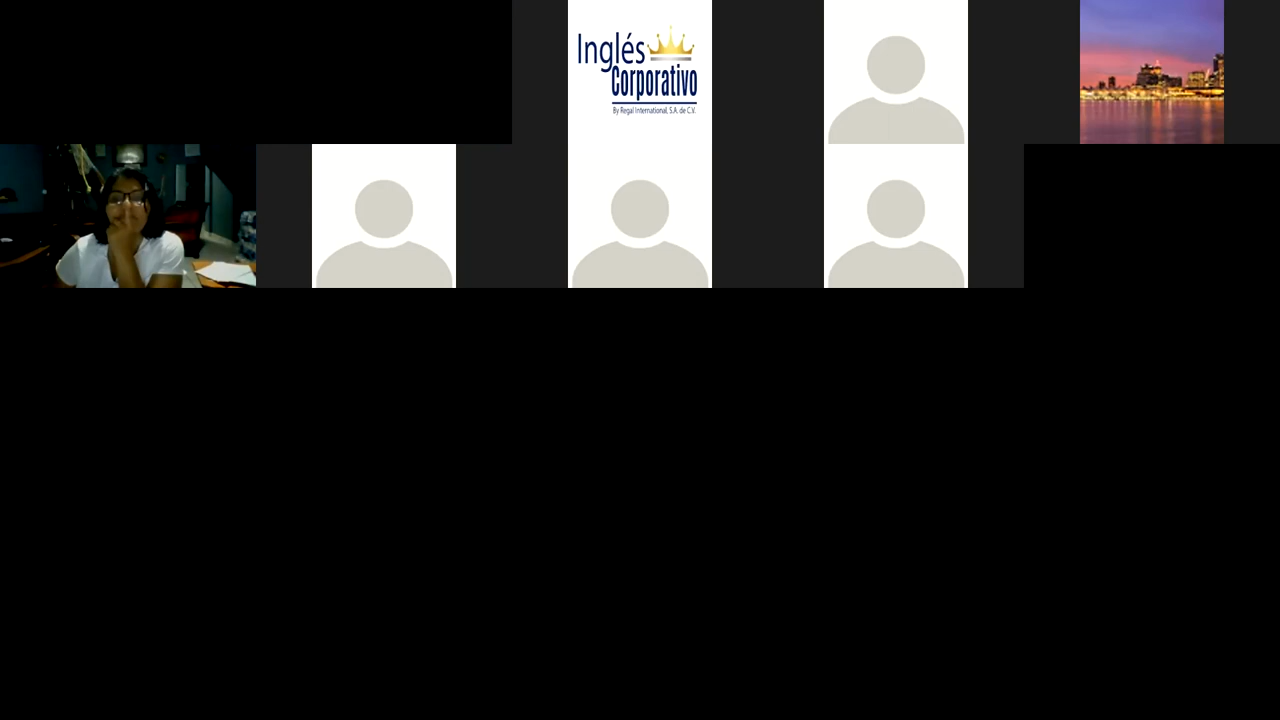 Inglés
Corporativo
By Regal International, S.A. de C.V.